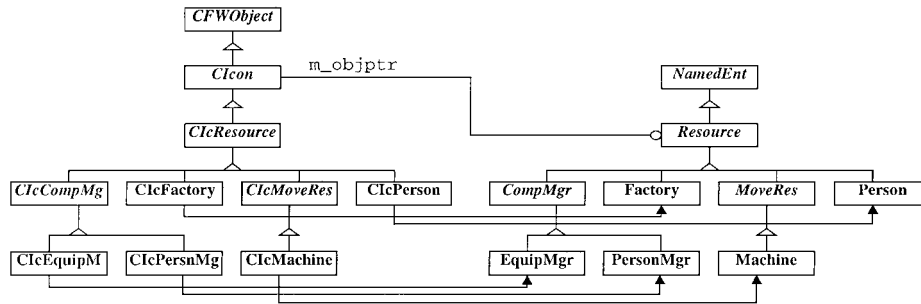 CFWObject
CIcon
m_objptr
NamedEnt
CIcResource
Resource
CIcCompMg CIcFactory CIcMoveRes CIcPerson CompMgr Factory MoveRes Person
CIcEquipM CIcPersnMg CIcMachine EquipMgr PersonMgr Machine